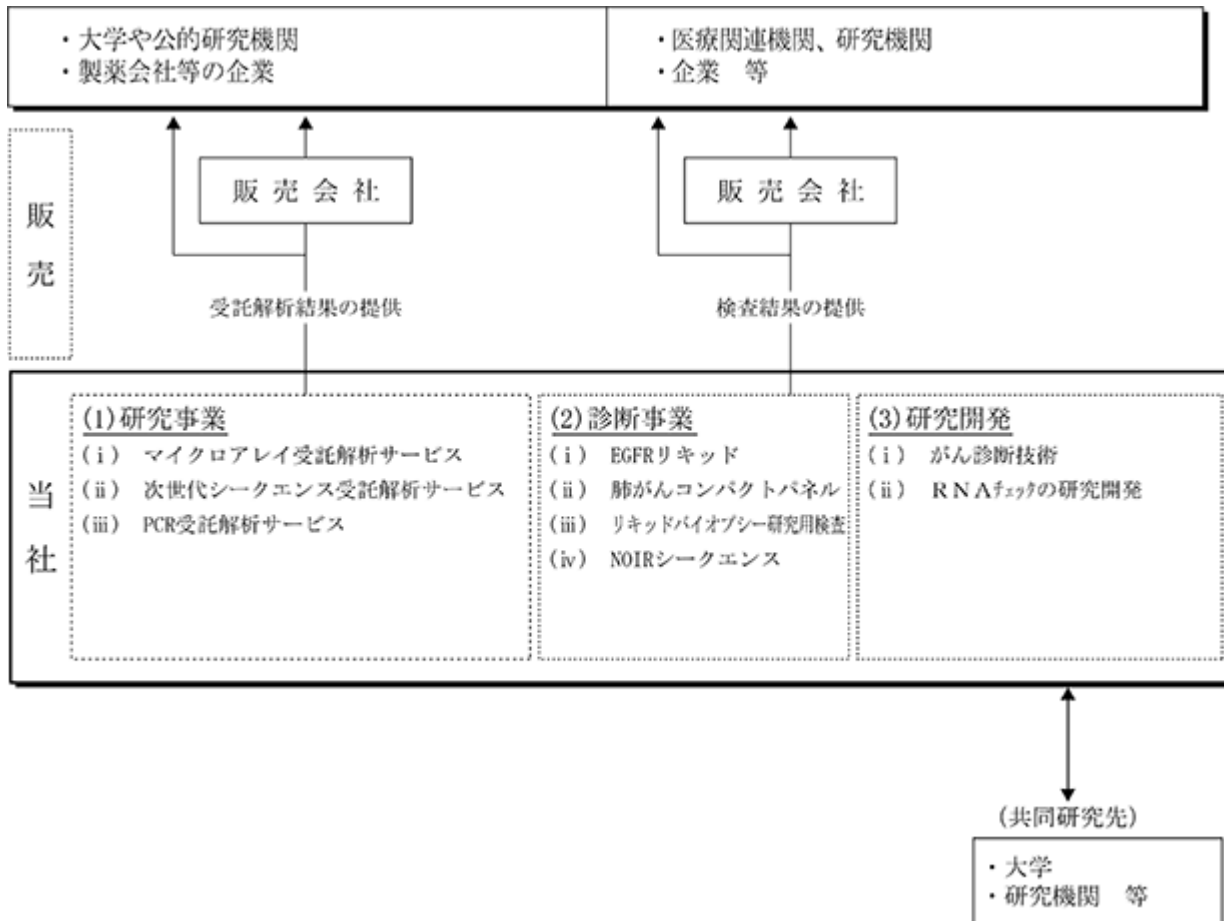 ・大学や公的研究機関
・製薬会社等の企業
・医療関連機関、研究機関
・企業　等
販売
販 売 会 社
販 売 会 社
受託解析結果の提供
検査結果の提供
当社
(1)研究事業
(ⅰ)　マイクロアレイ受託解析サービス
(ⅱ)　次世代シークエンス受託解析サービス
(ⅲ)　PCR受託解析サービス
(2)診断事業
(ⅰ)　EGFRリキッド
(ⅱ)　肺がんコンパクトパネル
(ⅲ)　リキッドバイオプシー研究用検査
(ⅳ)　NOIRシークエンス
(3)研究開発
(ⅰ)　がん診断技術
(ⅱ)　ＲＮＡﾁｪｯｸの研究開発
(共同研究先)
・大学
・研究機関　等